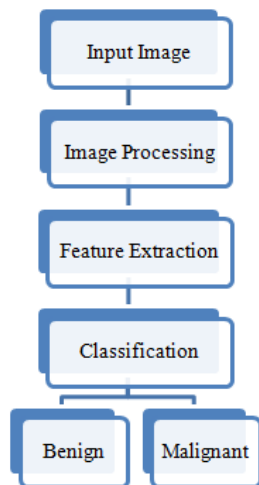 Input Image
Image Processing
Feature Extraction
Classification
Benign
Malignant